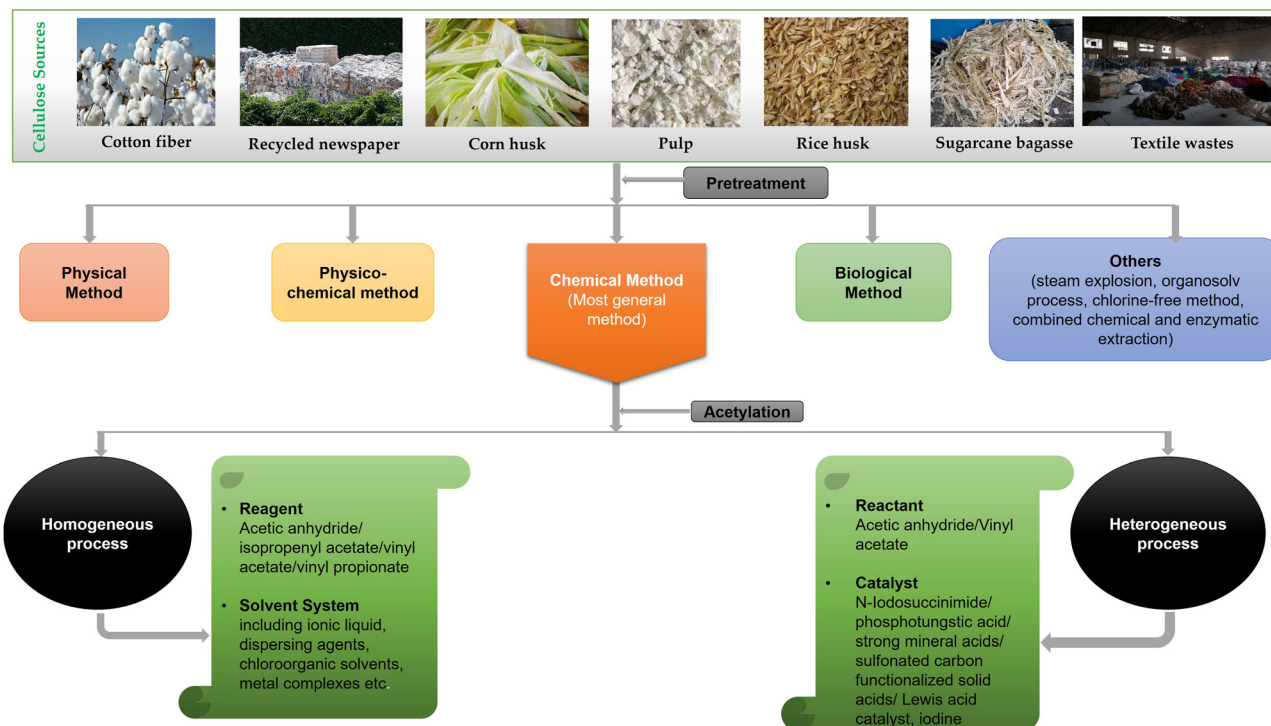 Cellulose Sources
Cotton fiber
Recycled newspaper
Corn husk
Pulp
Rice husk
Sugarcane bagasse
Textile wastes
Pretreatment
Physical
Method
Physico-
chemical method
Chemical Method
(Most general
method)
Biological
Method
Others
(steam explosion, organosolv
process, chlorine-free method,
combined chemical and enzymatic
extraction)
Acetylation
Homogeneous
process
• Reagent
Acetic anhydride/
isopropenyl acetate/vinyl
acetate/vinyl propionate
• Solvent System
including ionic liquid,
dispersing agents,
chloroorganic solvents,
metal complexes etc.
• Reactant
Acetic anhydride/Vinyl
acetate
• Catalyst
N-Iodosuccinimide/
phosphotungstic acid/
strong mineral acids/
sulfonated carbon
functionalized solid
acids/ Lewis acid
catalyst, iodine
Heterogeneous
process